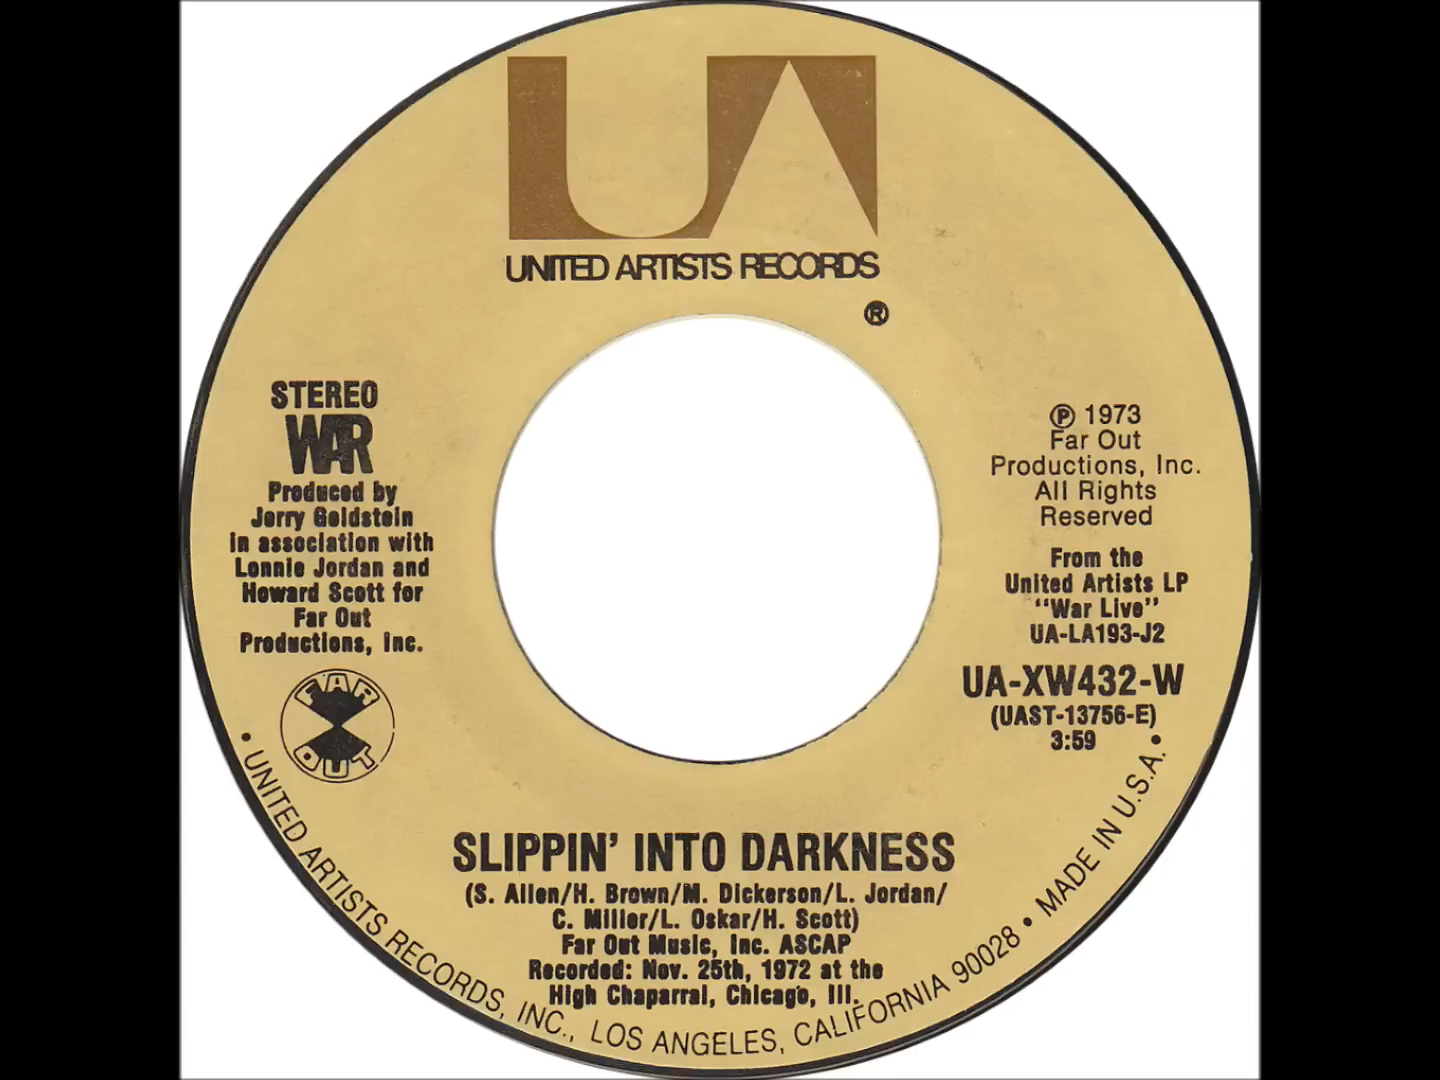 UA
UNITED ARTISTS RECORDS
®
STEREO
WAR
Produced by
Jerry Goldstein
in association with
Lonnie Jordan and
Howard Scott for
Far Out
Productions, Inc.
FAR
OUT
℗ 1973
Far Out
Productions, Inc.
All Rights
Reserved
From the
United Artists LP
"War Live"
UA-LA193-J2
UA-XW432-W
(UAST-13756-E)
3:59
SLIPPIN' INTO DARKNESS
(S. Allen/H. Brown/M. Dickerson/L. Jordan/
C. Miller/L. Oskar/H. Scott)
Far Out Music, Inc. ASCAP
Recorded: Nov. 25th, 1972 at the
High Chaparral, Chicago, Ill.
• UNITED ARTISTS RECORDS, INC., LOS ANGELES, CALIFORNIA 90028 • MADE IN U.S.A. •